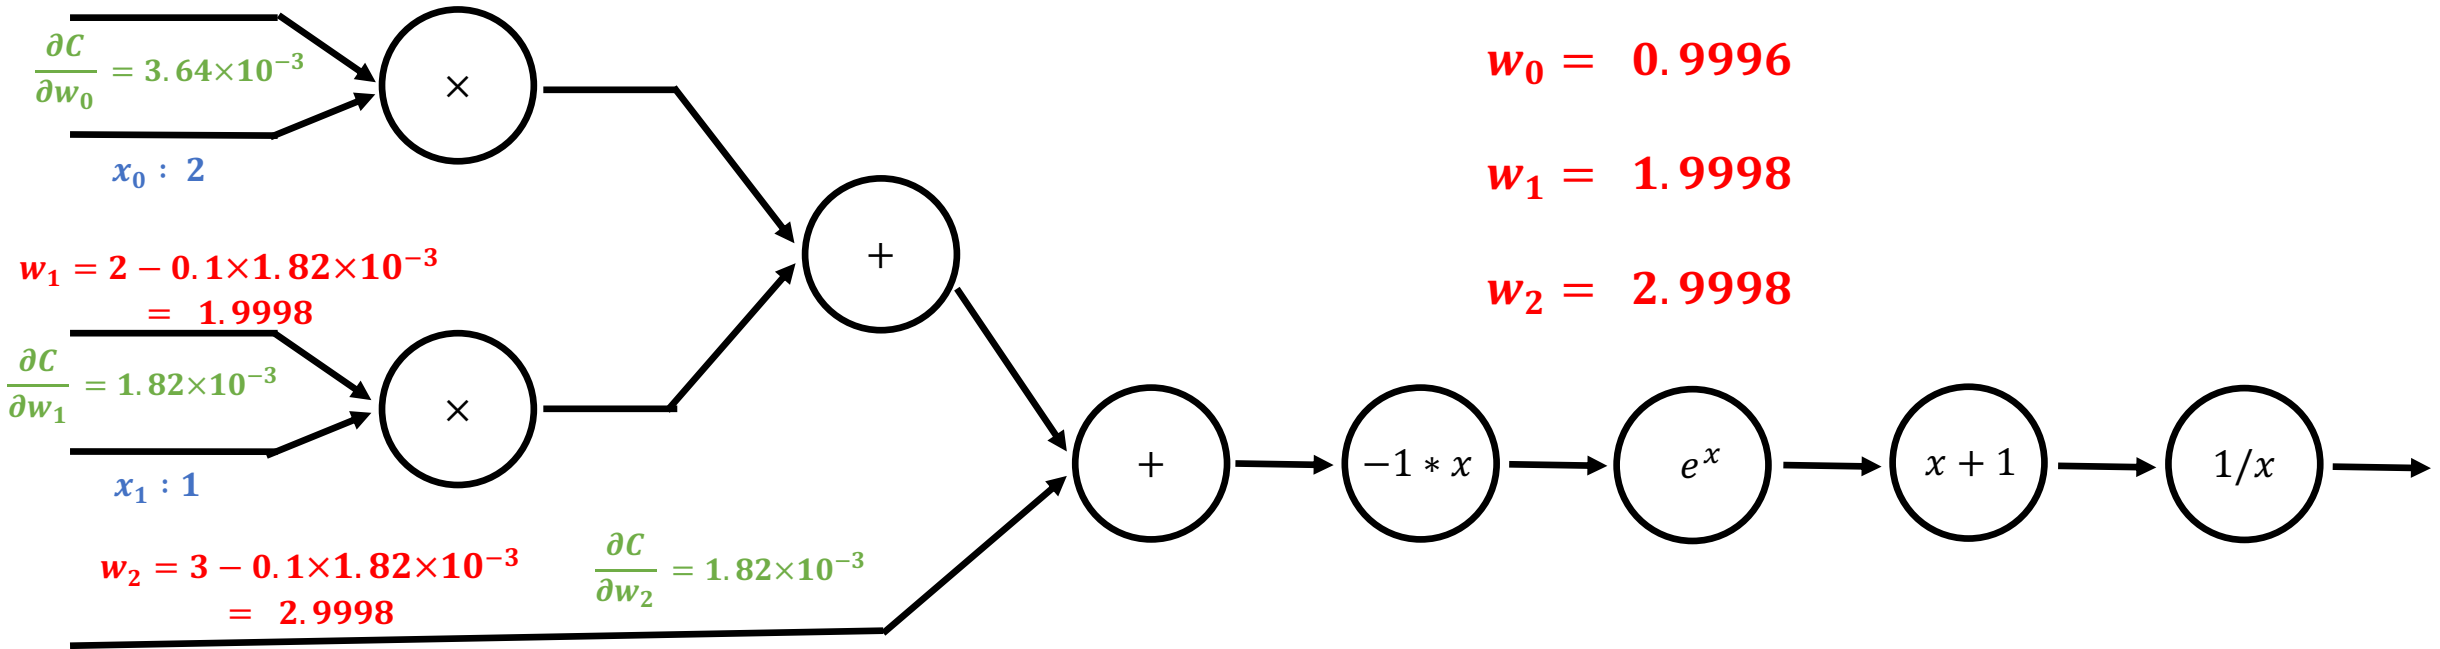 ∂C/∂w₀ = 3.64×10⁻³
×
x₀ : 2
w₀ = 0.9996
w₁ = 1.9998
w₂ = 2.9998
+
w₁ = 2 − 0.1×1.82×10⁻³
= 1.9998
∂C/∂w₁ = 1.82×10⁻³
×
x₁ : 1
+
−1 ∗ x
eˣ
x + 1
1/x
w₂ = 3 − 0.1×1.82×10⁻³
= 2.9998
∂C/∂w₂ = 1.82×10⁻³